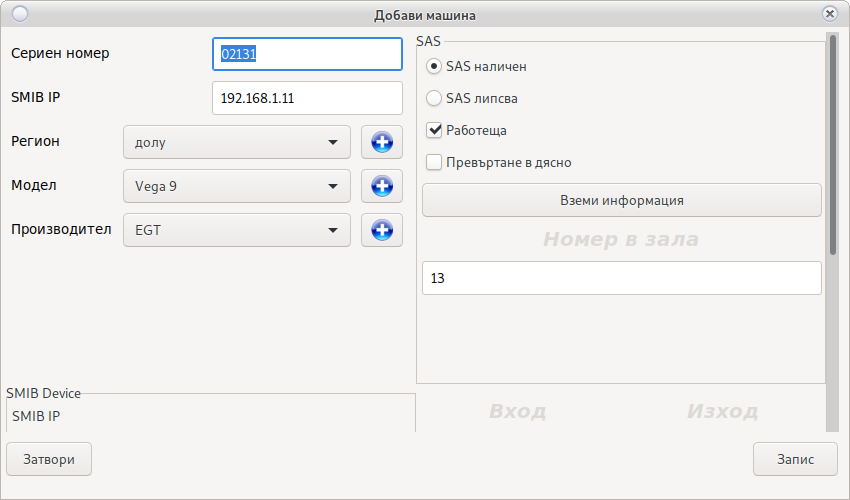 Добави машина
Сериен номер
02131
SMIB IP
192.168.1.11
Регион
долу
Модел
Vega 9
Производител
EGT
SAS
SAS наличен
SAS липсва
Работеща
Превъртане в дясно
Вземи информация
Номер в зала
13
SMIB Device
SMIB IP
Вход
Изход
Затвори
Запис